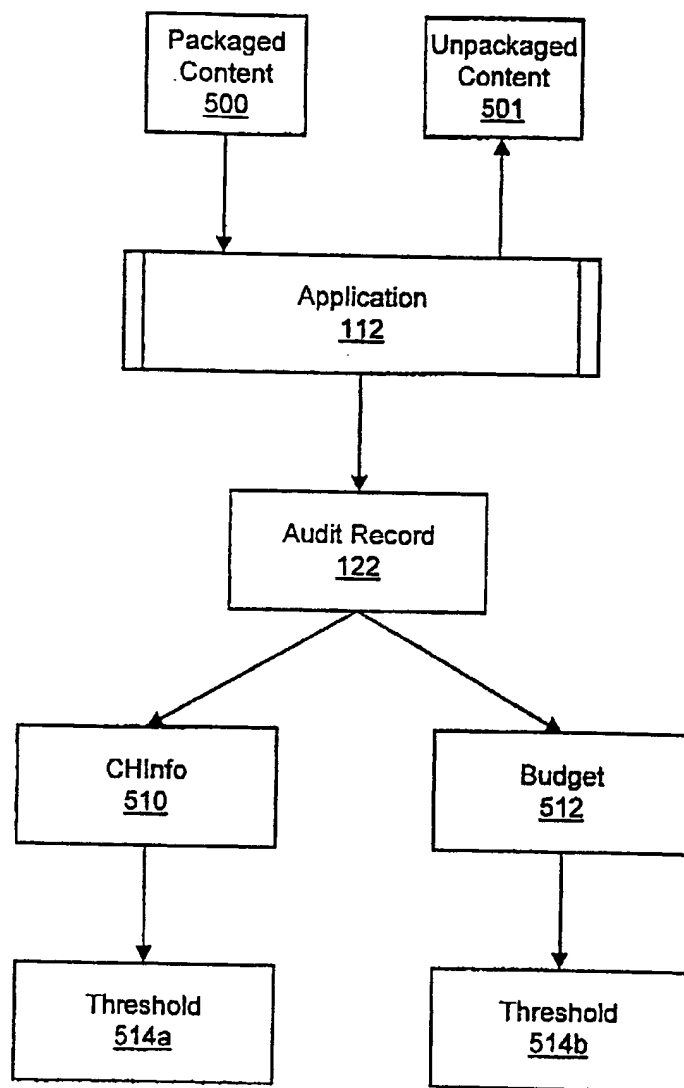 Packaged
Content
500
Unpackaged
Content
501
Application
112
Audit Record
122
CHInfo
510
Budget
512
Threshold
514a
Threshold
514b